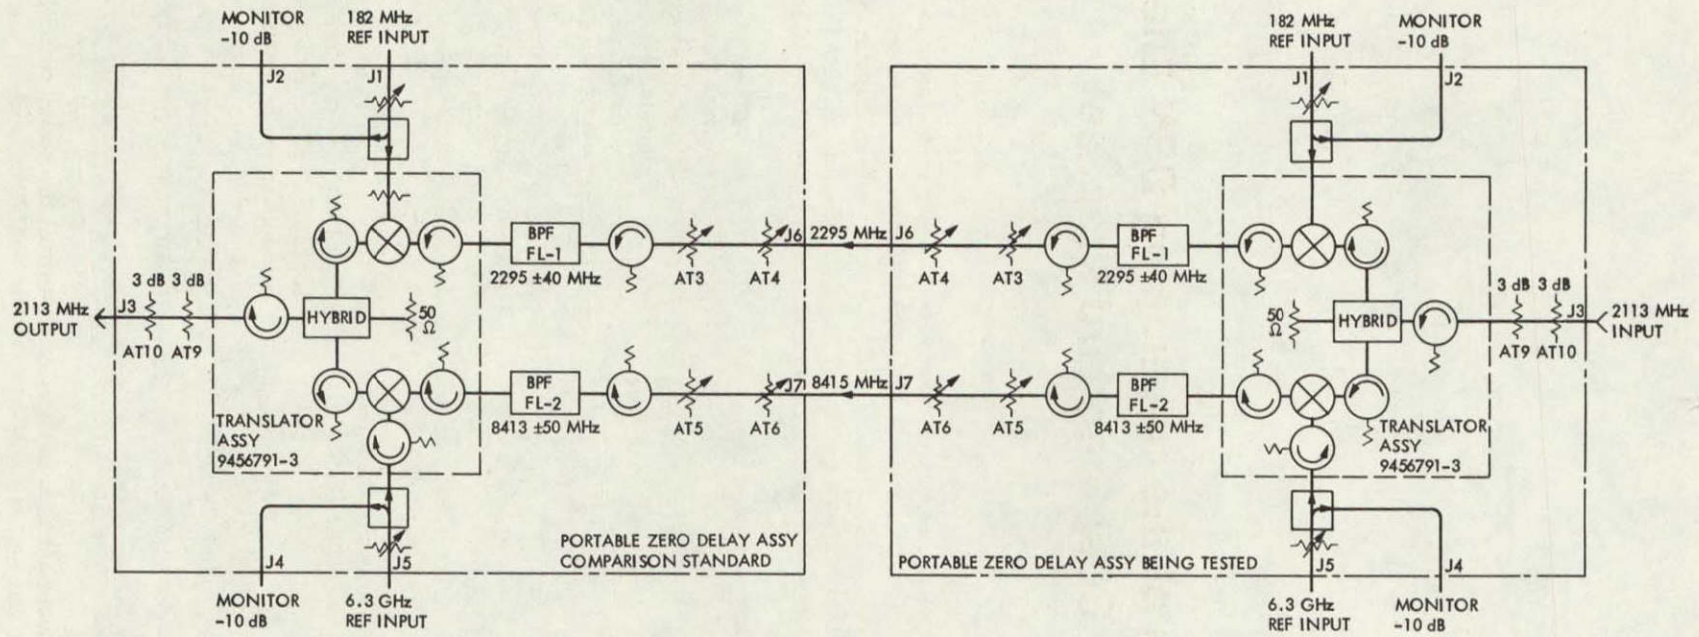 MONITOR
-10 dB
182 MHz
REF INPUT
182 MHz
REF INPUT
MONITOR
-10 dB
J2
J1
J1
J2
J6
2295 MHz
J6
BPF
FL-1
2295 ±40 MHz
AT3
AT4
AT4
AT3
BPF
FL-1
2295 ±40 MHz
2113 MHz
OUTPUT
J3
3 dB
3 dB
AT10
AT9
HYBRID
50
Ω
50
Ω
HYBRID
3 dB
3 dB
AT9
AT10
J3
2113 MHz
INPUT
J7
8415 MHz
J7
BPF
FL-2
8413 ±50 MHz
AT5
AT6
AT6
AT5
BPF
FL-2
8413 ±50 MHz
TRANSLATOR
ASSY
9456791-3
TRANSLATOR
ASSY
9456791-3
PORTABLE ZERO DELAY ASSY
COMPARISON STANDARD
PORTABLE ZERO DELAY ASSY BEING TESTED
J4
J5
J5
J4
MONITOR
-10 dB
6.3 GHz
REF INPUT
6.3 GHz
REF INPUT
MONITOR
-10 dB